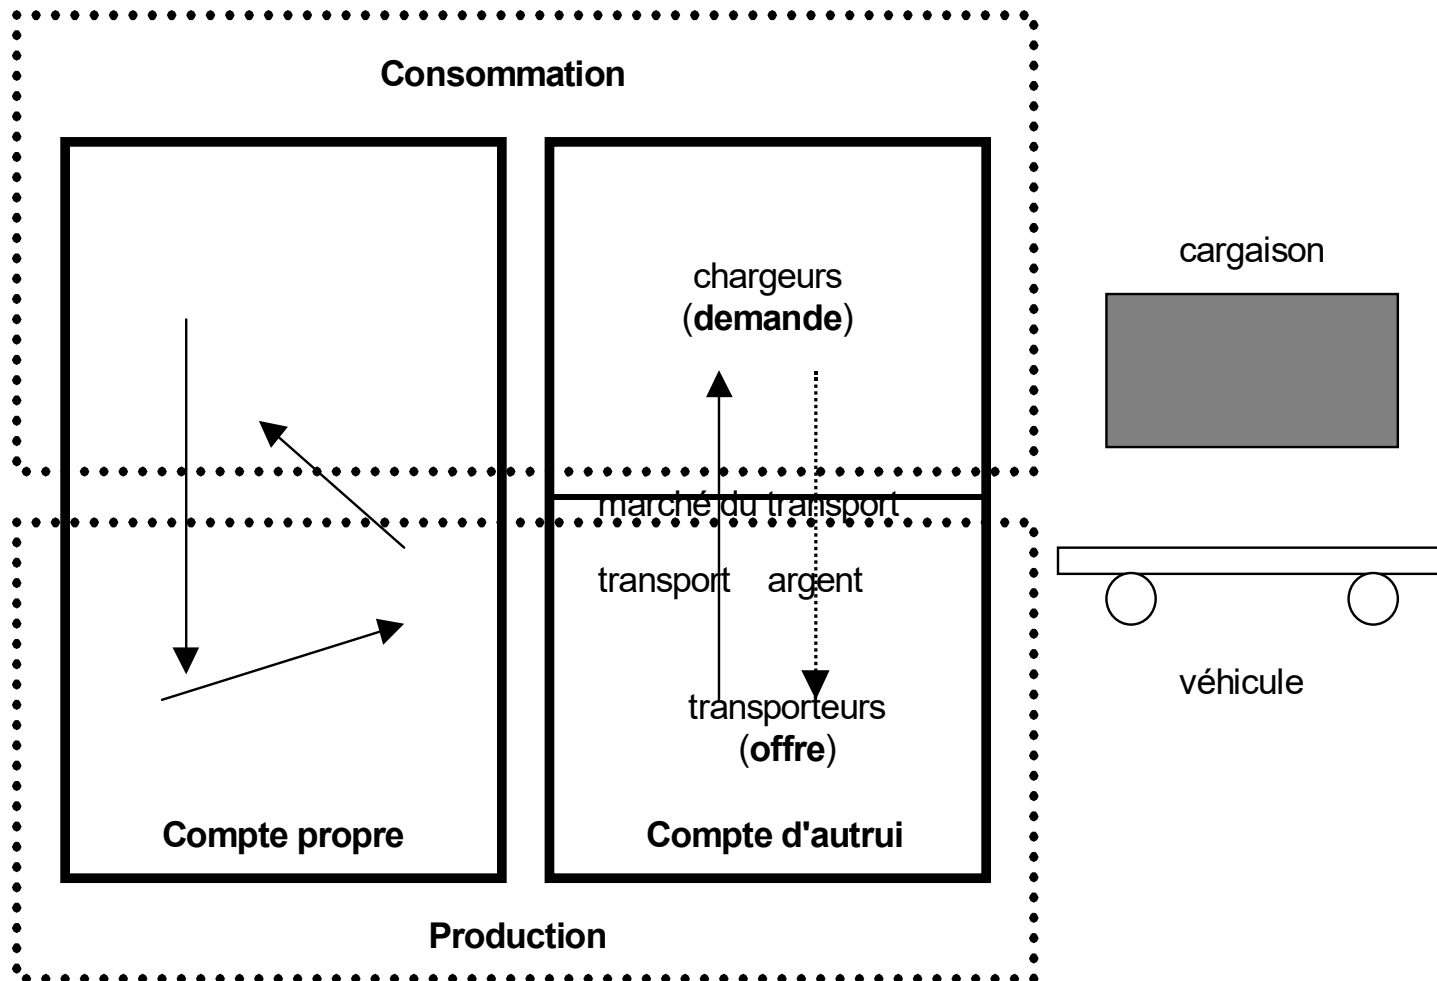 Consommation
cargaison
chargeurs
(demande)
marché du transport
transport argent
véhicule
transporteurs
(offre)
Compte propre
Compte d'autrui
Production